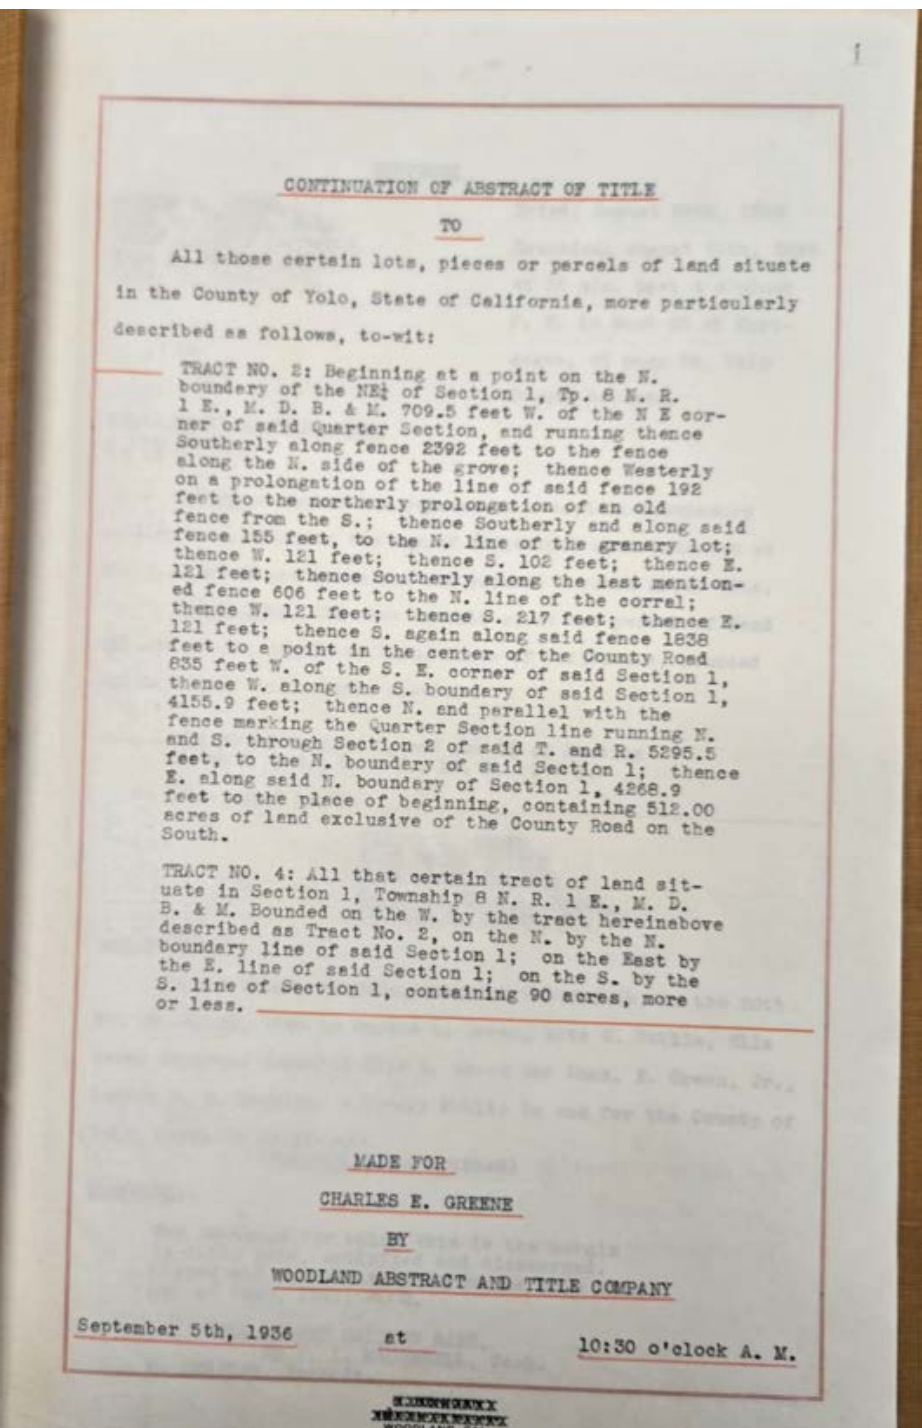 1
CONTINUATION OF ABSTRACT OF TITLE
TO
All those certain lots, pieces or parcels of land situate
in the County of Yolo, State of California, more particularly
described as follows, to-wit:
TRACT NO. 2: Beginning at a point on the N.
boundary of the NE¼ of Section 1, Tp. 8 N. R.
1 E., M. D. B. & M. 709.5 feet W. of the N E cor-
ner of said Quarter Section, and running thence
Southerly along fence 2392 feet to the fence
along the N. side of the grove; thence Westerly
on a prolongation of the line of said fence 192
feet to the northerly prolongation of an old
fence from the S.; thence Southerly and along said
fence 155 feet, to the N. line of the granary lot;
thence W. 121 feet; thence S. 102 feet; thence E.
121 feet; thence Southerly along the last mention-
ed fence 606 feet to the N. line of the corral;
thence W. 121 feet; thence S. 217 feet; thence E.
121 feet; thence S. again along said fence 1838
feet to a point in the center of the County Road
835 feet W. of the S. E. corner of said Section 1,
thence W. along the S. boundary of said Section 1,
4155.9 feet; thence N. and parallel with the
fence marking the Quarter Section line running N.
and S. through Section 2 of said T. and R. 5295.5
feet, to the N. boundary of said Section 1; thence
E. along said N. boundary of Section 1, 4268.9
feet to the place of beginning, containing 512.00
acres of land exclusive of the County Road on the
South.
TRACT NO. 4: All that certain tract of land sit-
uate in Section 1, Township 8 N. R. 1 E., M. D.
B. & M. Bounded on the W. by the tract hereinabove
described as Tract No. 2, on the N. by the N.
boundary line of said Section 1; on the East by
the E. line of said Section 1; on the S. by the
S. line of Section 1, containing 90 acres, more
or less.
MADE FOR
CHARLES E. GREENE
BY
WOODLAND ABSTRACT AND TITLE COMPANY
September 5th, 1936 at 10:30 o'clock A. M.